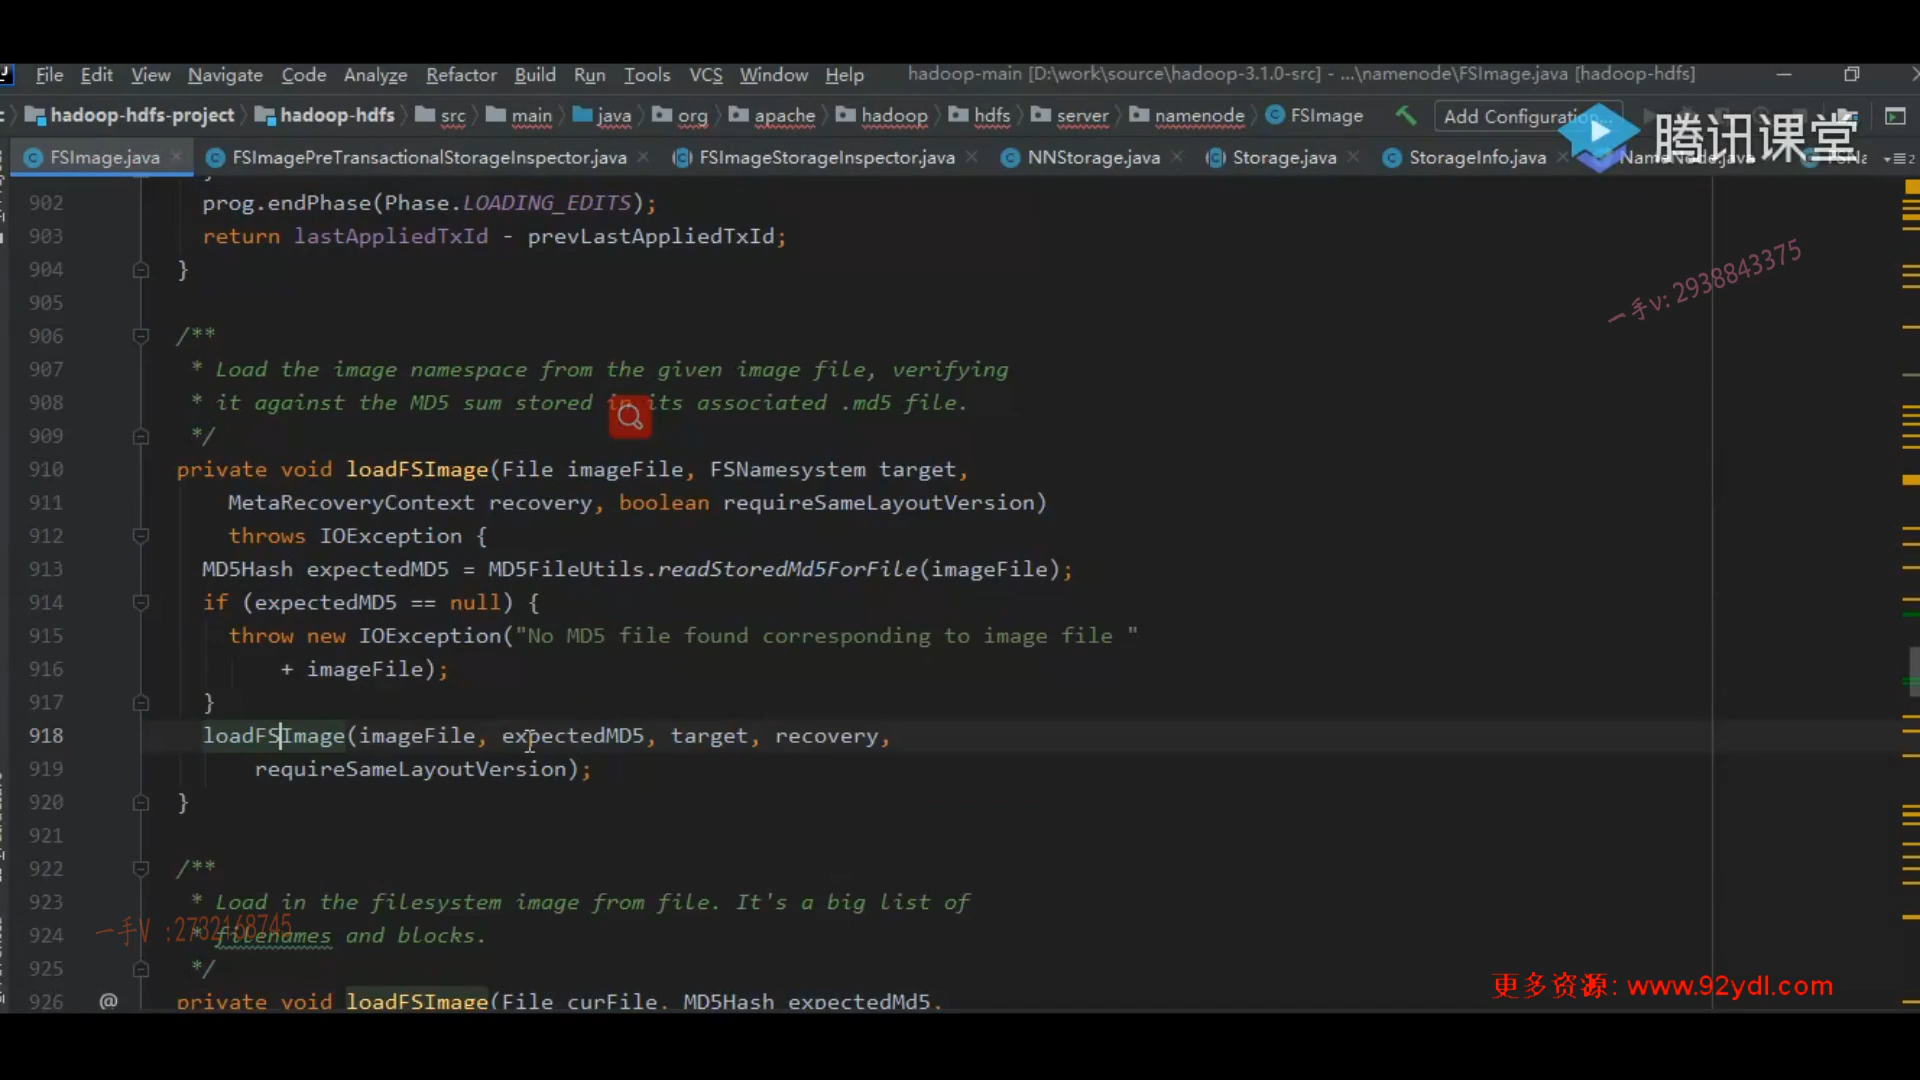 File Edit View Navigate Code Analyze Refactor Build Run Tools VCS Window Help hadoop-main [D:\work\source\hadoop-3.1.0-src] - ...\namenode\FSImage.java [hadoop-hdfs]
hadoop-hdfs-project hadoop-hdfs src main java org apache hadoop hdfs server namenode FSImage Add Configuration...
腾讯课堂
FSImage.java FSImagePreTransactionalStorageInspector.java FSImageStorageInspector.java NNStorage.java Storage.java StorageInfo.java NameNode.java
902 prog.endPhase(Phase.LOADING_EDITS);
903 return lastAppliedTxId - prevLastAppliedTxId;
904 }
一手v: 2938843375
905
906 /**
907 * Load the image namespace from the given image file, verifying
908 * it against the MD5 sum stored in its associated .md5 file.
909 */
910 private void loadFSImage(File imageFile, FSNamesystem target,
911 MetaRecoveryContext recovery, boolean requireSameLayoutVersion)
912 throws IOException {
913 MD5Hash expectedMD5 = MD5FileUtils.readStoredMd5ForFile(imageFile);
914 if (expectedMD5 == null) {
915 throw new IOException("No MD5 file found corresponding to image file "
916 + imageFile);
917 }
918 loadFSImage(imageFile, expectedMD5, target, recovery,
919 requireSameLayoutVersion);
920 }
921
922 /**
923 * Load in the filesystem image from file. It's a big list of
一手V :2732168745
924 * filenames and blocks.
925 */
更多资源: www.92ydl.com
926 @ private void loadFSImage(File curFile, MD5Hash expectedMd5,